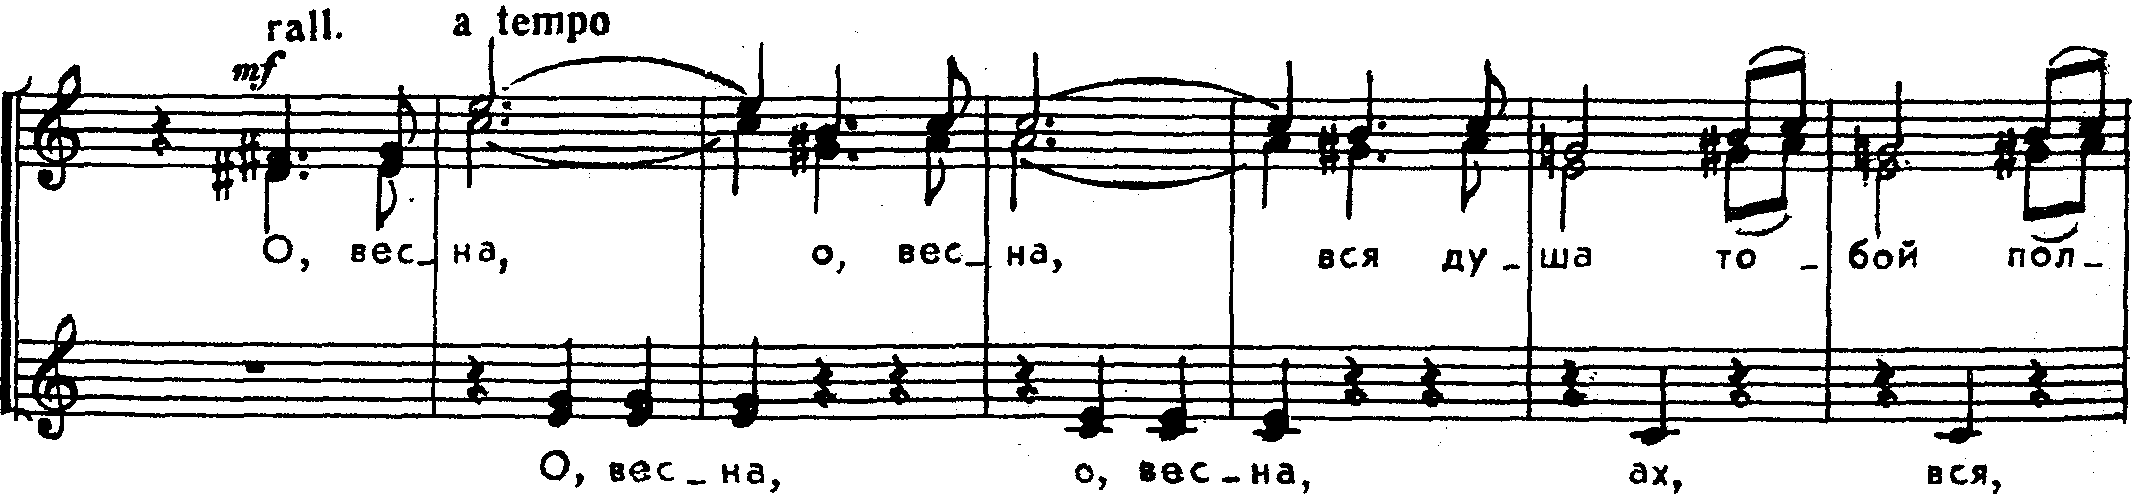 rall. a tempo
mf
О, вес_на, о, вес_на, вся ду_ша то_бой пол_
О, вес_на, о, вес_на, ах, вся,